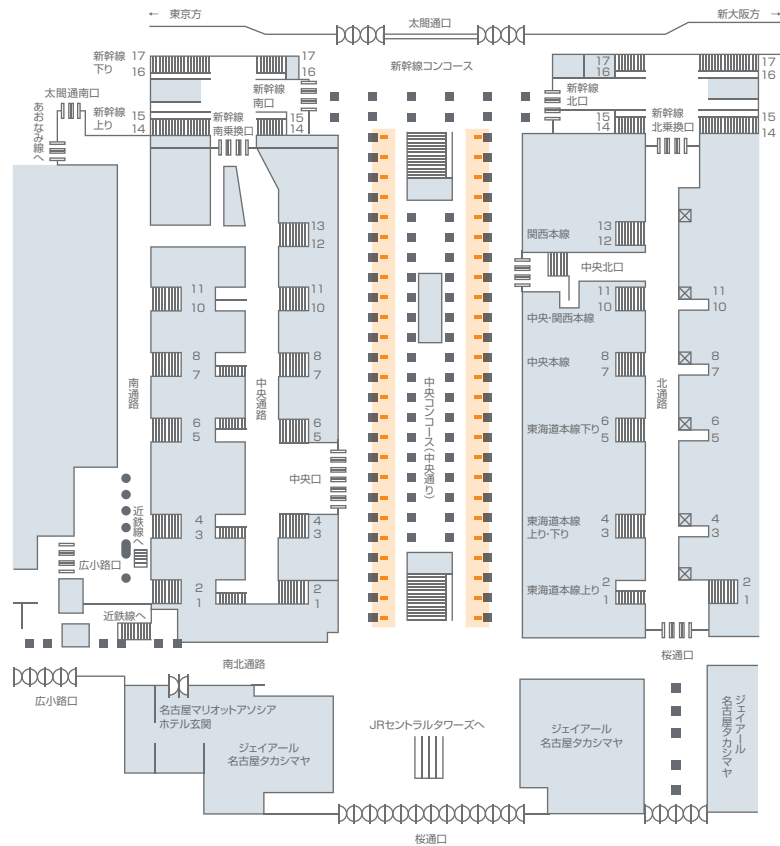 ← 東京方
太閤通口
新大阪方 →
新幹線
下り
17
16
17
16
新幹線コンコース
17
16
17
16
太閤通南口
新幹線
南口
新幹線
北口
あおなみ線へ
新幹線
上り
15
14
新幹線
南乗換口
15
14
15
14
新幹線
北乗換口
15
14
13
12
関西本線
13
12
中央北口
11
10
11
10
中央・関西本線
11
10
11
10
8
7
8
7
中央本線
8
7
8
7
南通路
中央通路
中央コンコース(中央通り)
北通路
6
5
6
5
東海道本線下り
6
5
6
5
中央口
近鉄線へ
4
3
4
3
東海道本線
上り・下り
4
3
4
3
広小路口
2
1
2
1
東海道本線上り
2
1
2
1
近鉄線へ
南北通路
桜通口
広小路口
名古屋マリオットアソシア
ホテル玄関
ジェイアール
名古屋タカシマヤ
JRセントラルタワーズへ
ジェイアール
名古屋タカシマヤ
ジェイアール
名古屋タカシマヤ
桜通口
桜通口